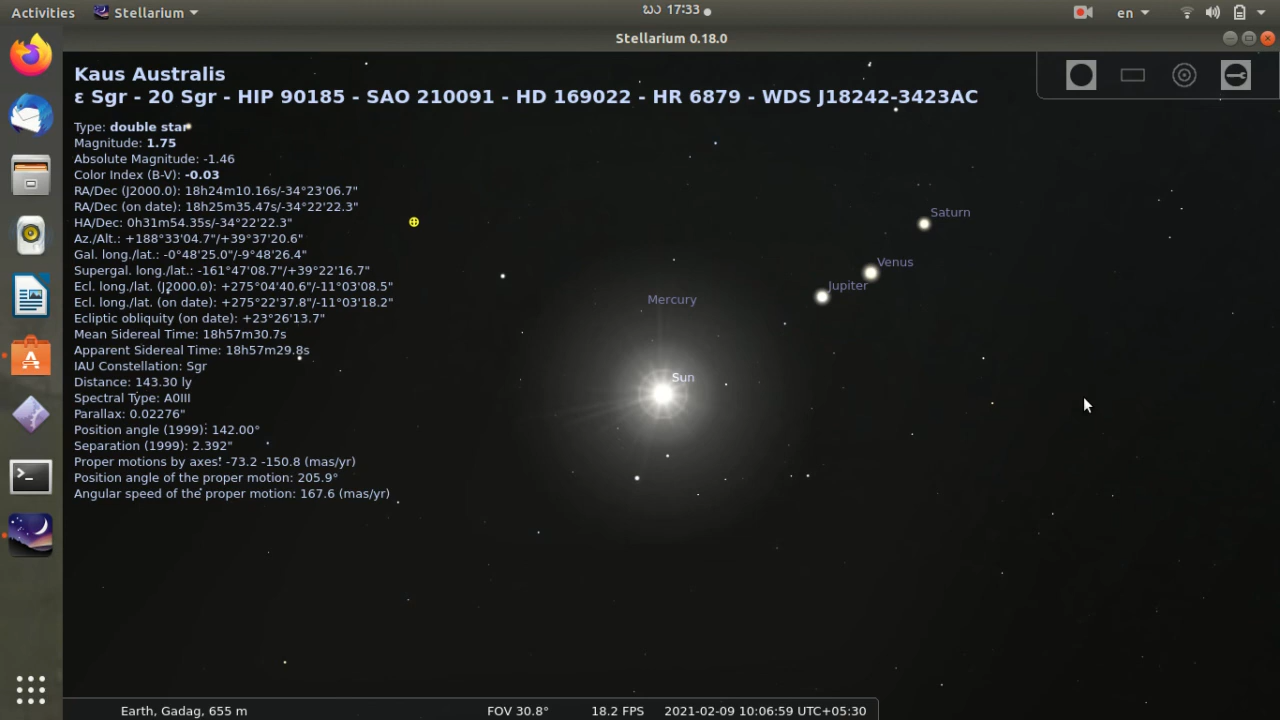 Activities Stellarium ಭಾನು 17:33 en
Stellarium 0.18.0
Kaus Australis
ε Sgr - 20 Sgr - HIP 90185 - SAO 210091 - HD 169022 - HR 6879 - WDS J18242-3423AC
Type: double star
Magnitude: 1.75
Absolute Magnitude: -1.46
Color Index (B-V): -0.03
RA/Dec (J2000.0): 18h24m10.16s/-34°23'06.7"
RA/Dec (on date): 18h25m35.47s/-34°22'22.3"
HA/Dec: 0h31m54.35s/-34°22'22.3"
Az./Alt.: +188°33'04.7"/+39°37'20.6"
Gal. long./lat.: -0°48'25.0"/-9°48'26.4"
Supergal. long./lat.: -161°47'08.7"/+39°22'16.7"
Ecl. long./lat. (J2000.0): +275°04'40.6"/-11°03'08.5"
Ecl. long./lat. (on date): +275°22'37.8"/-11°03'18.2"
Ecliptic obliquity (on date): +23°26'13.7"
Mean Sidereal Time: 18h57m30.7s
Apparent Sidereal Time: 18h57m29.8s
IAU Constellation: Sgr
Distance: 143.30 ly
Spectral Type: A0III
Parallax: 0.02276"
Position angle (1999): 142.00°
Separation (1999): 2.392"
Proper motions by axes: -73.2 -150.8 (mas/yr)
Position angle of the proper motion: 205.9°
Angular speed of the proper motion: 167.6 (mas/yr)
Saturn
Venus
Jupiter
Mercury
Sun
Earth, Gadag, 655 m FOV 30.8° 18.2 FPS 2021-02-09 10:06:59 UTC+05:30